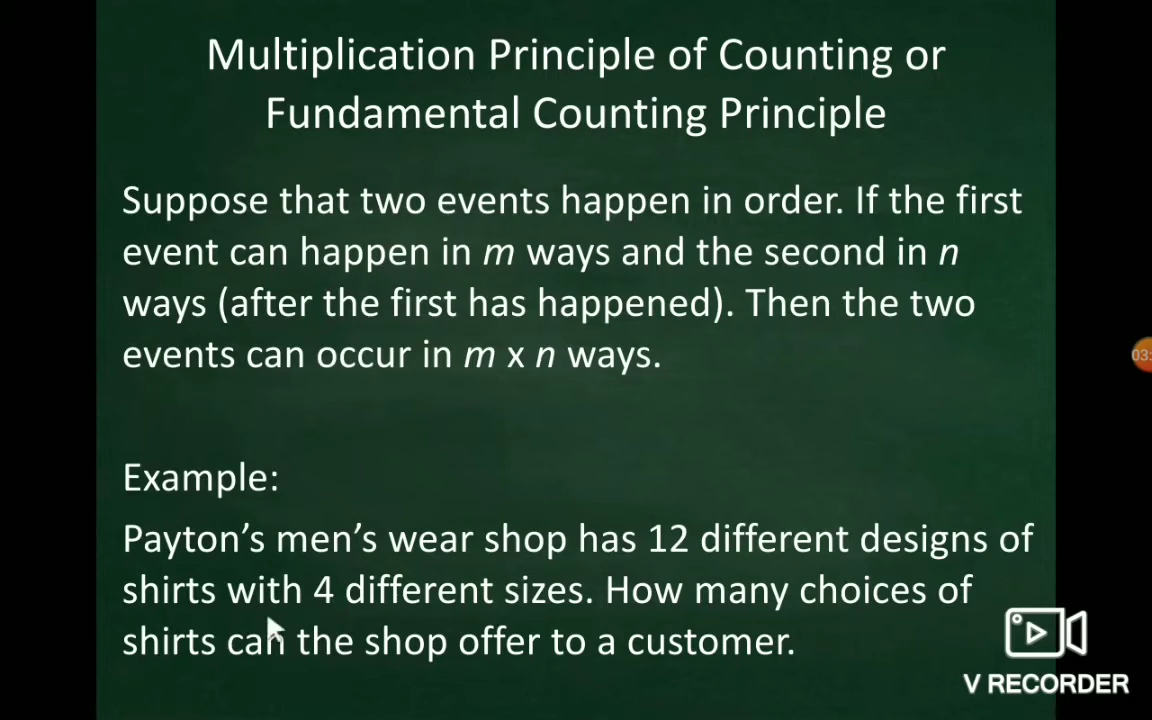 Multiplication Principle of Counting or
Fundamental Counting Principle
Suppose that two events happen in order. If the first
event can happen in m ways and the second in n
ways (after the first has happened). Then the two
events can occur in m x n ways.
Example:
Payton’s men’s wear shop has 12 different designs of
shirts with 4 different sizes. How many choices of
shirts can the shop offer to a customer.
V RECORDER